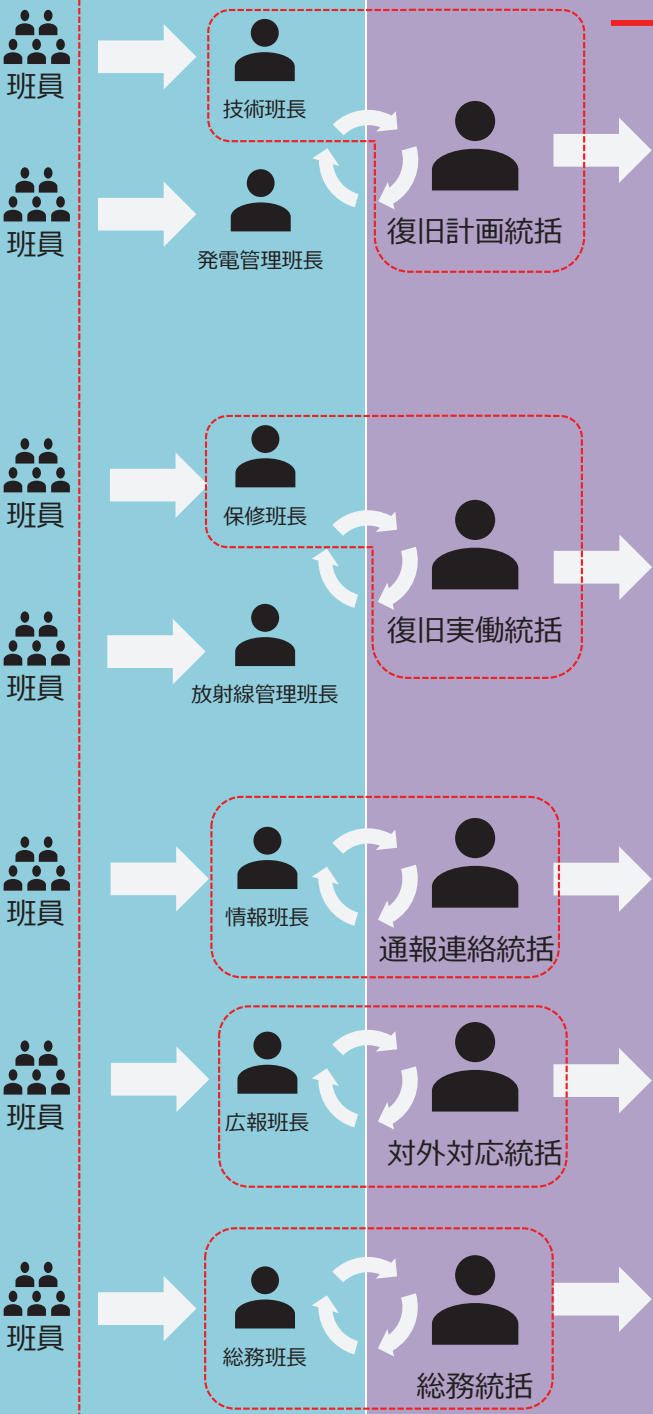 班員
技術班長
復旧計画統括
班員
発電管理班長
班員
保修班長
復旧実働統括
班員
放射線管理班長
班員
情報班長
通報連絡統括
班員
広報班長
対外対応統括
班員
総務班長
総務統括